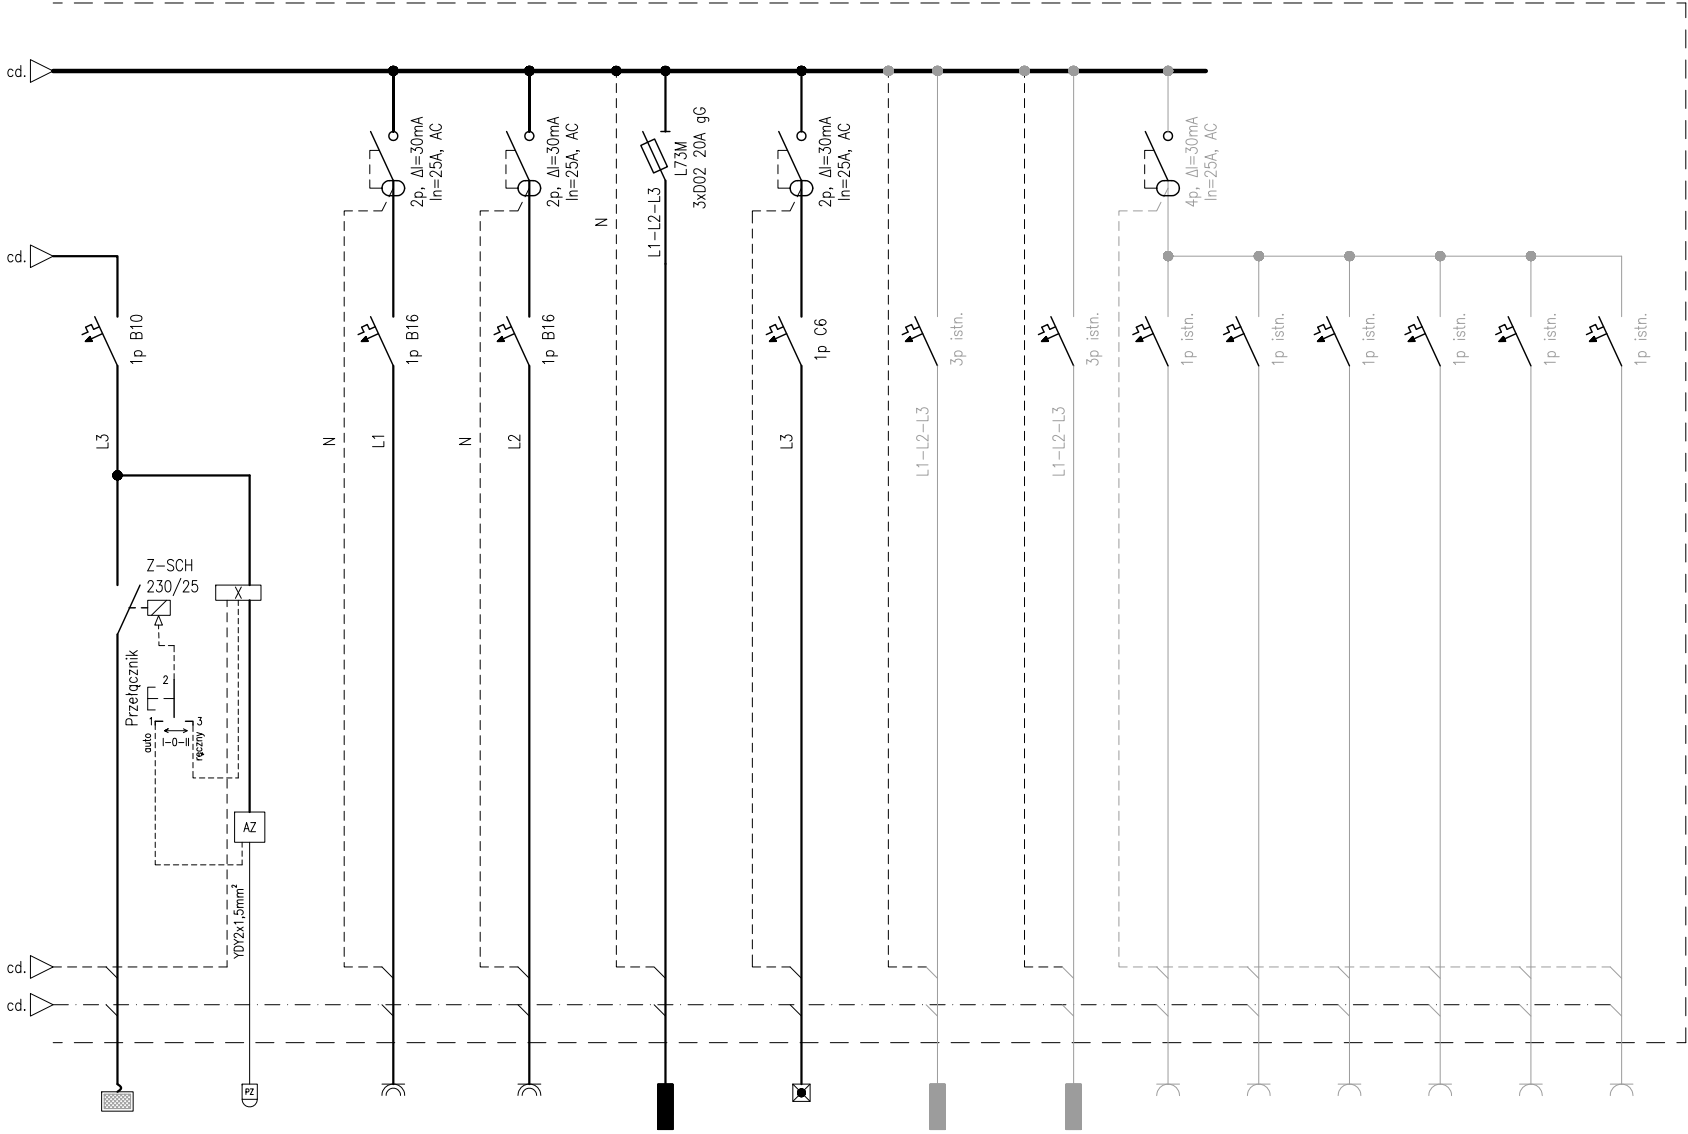 cd.
2p, ΔI=30mA
In=25A, AC
2p, ΔI=30mA
In=25A, AC
L73M
3xD02 20A gG
2p, ΔI=30mA
In=25A, AC
4p, ΔI=30mA
In=25A, AC
N
L1-L2-L3
cd.
1p B10
1p B16
1p B16
1p C6
3p istn.
3p istn.
1p istn.
1p istn.
1p istn.
1p istn.
1p istn.
1p istn.
L3
N
L1
N
L2
L3
L1-L2-L3
L1-L2-L3
Z-SCH
230/25
X
Przełącznik
2
1
3
auto
I-0-II
ręczny
AZ
YDY2x1,5mm²
cd.
cd.
PZ